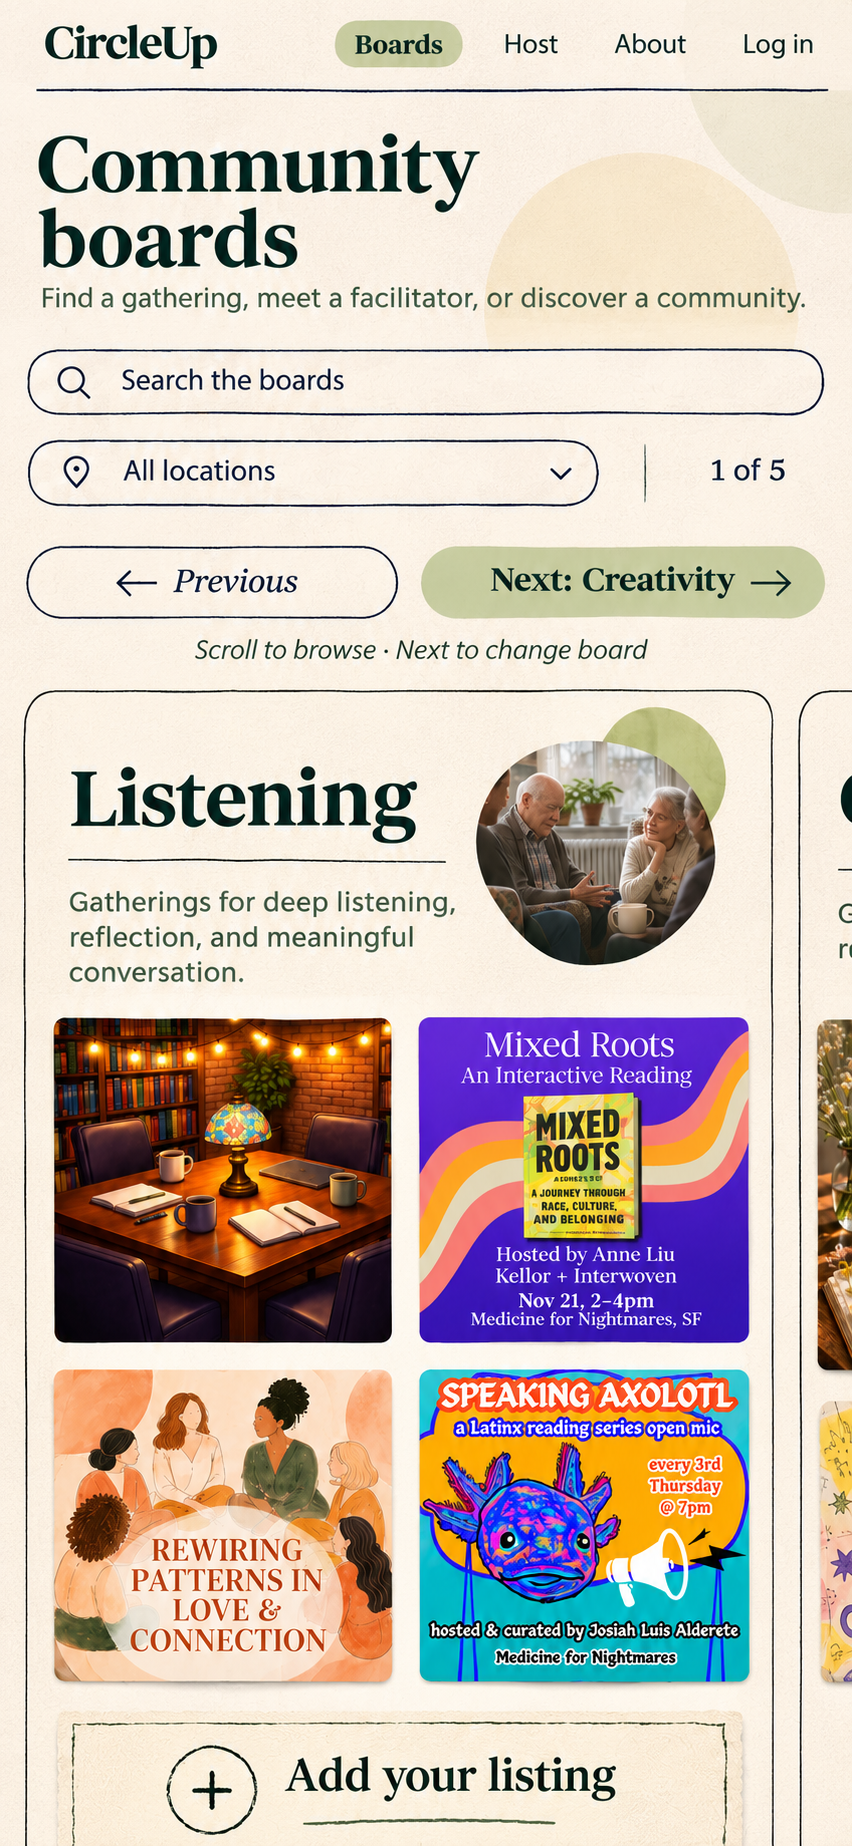 CircleUp
Boards Host About Log in
Community
boards
Find a gathering, meet a facilitator, or discover a community.
Search the boards
All locations
1 of 5
← Previous
Next: Creativity →
Scroll to browse · Next to change board
Listening
Gatherings for deep listening,
reflection, and meaningful
conversation.
Mixed Roots
An Interactive Reading
MIXED
ROOTS
A JOURNEY THROUGH
RACE, CULTURE,
AND BELONGING
Hosted by Anne Liu
Kellor + Interwoven
Nov 21, 2–4pm
Medicine for Nightmares, SF
REWIRING
PATTERNS IN
LOVE &
CONNECTION
SPEAKING AXOLOTL
a Latinx reading series open mic
every 3rd
Thursday
@ 7pm
hosted & curated by Josiah Luis Alderete
Medicine for Nightmares
Add your listing